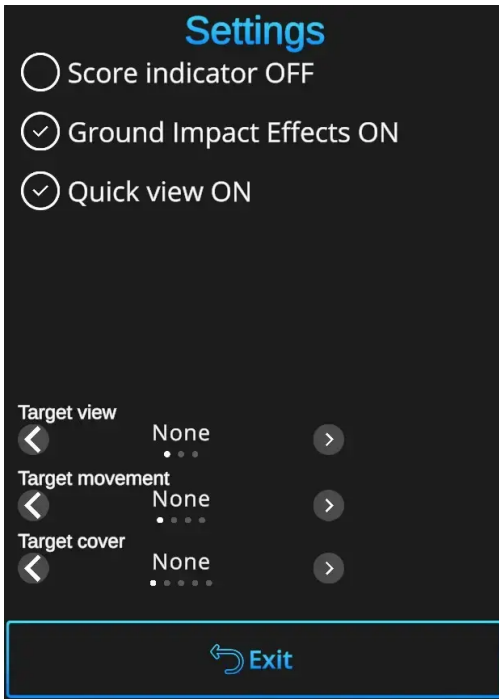 Settings
Score indicator OFF
Ground Impact Effects ON
Quick view ON
Target view
None
Target movement
None
Target cover
None
Exit